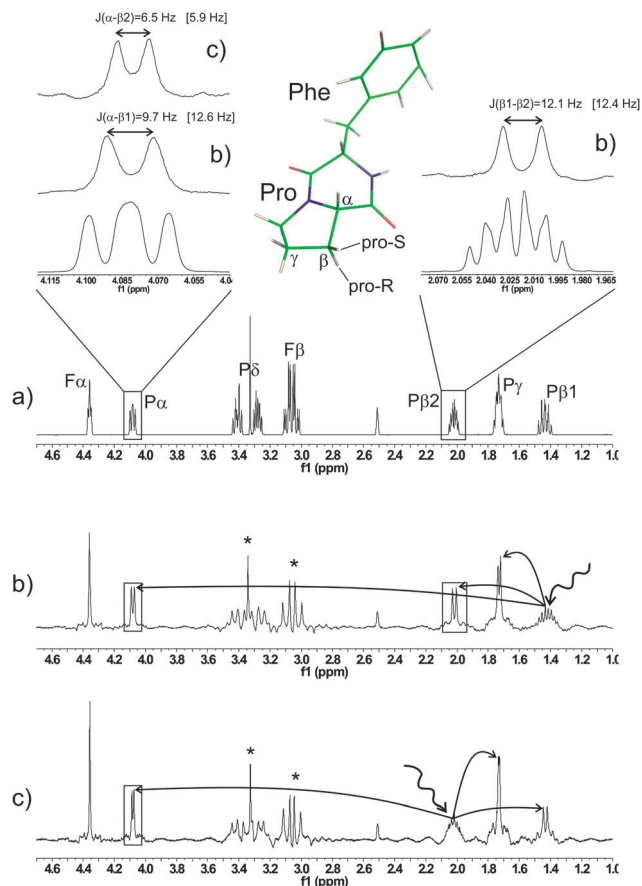 J(α-β2)=6.5 Hz [5.9 Hz]
c)
J(α-β1)=9.7 Hz [12.6 Hz]
b)
4.115 4.100 4.085 4.070 4.055 4.04
f1 (ppm)
Phe
Pro
α
γ
β
pro-S
pro-R
J(β1-β2)=12.1 Hz [12.4 Hz]
b)
2.070 2.055 2.040 2.025 2.010 1.995 1.980 1.965
f1 (ppm)
a)
Fα
Pα
Pδ
Fβ
Pβ2
Pγ
Pβ1
4.6 4.4 4.2 4.0 3.8 3.6 3.4 3.2 3.0 2.8 2.6 2.4 2.2 2.0 1.8 1.6 1.4 1.2 1.0
f1 (ppm)
b)
* *
4.6 4.4 4.2 4.0 3.8 3.6 3.4 3.2 3.0 2.8 2.6 2.4 2.2 2.0 1.8 1.6 1.4 1.2 1.0
f1 (ppm)
c)
* *
4.6 4.4 4.2 4.0 3.8 3.6 3.4 3.2 3.0 2.8 2.6 2.4 2.2 2.0 1.8 1.6 1.4 1.2 1.0
f1 (ppm)